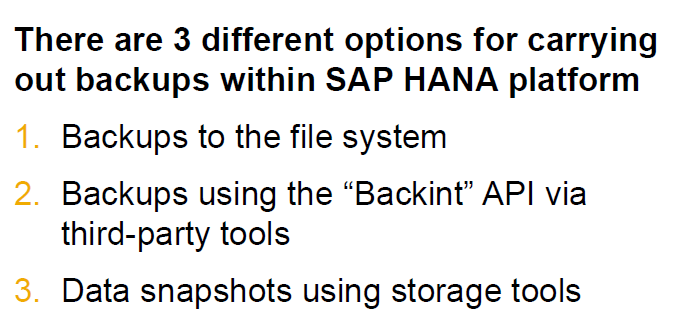 There are 3 different options for carrying
out backups within SAP HANA platform
1. Backups to the file system
2. Backups using the “Backint” API via
third-party tools
3. Data snapshots using storage tools